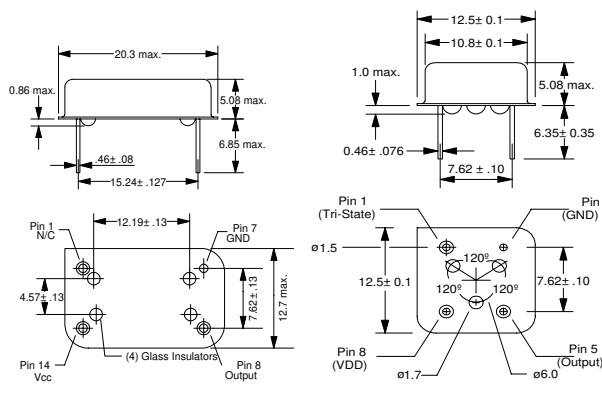 20.3 max.
0.86 max.
5.08 max.
6.85 max.
.46± .08
15.24± .127
12.5± 0.1
10.8± 0.1
1.0 max.
5.08 max.
6.35± 0.35
0.46± .076
7.62 ± .10
Pin 1
N/C
12.19± .13
Pin 7
GND
4.57± .13
7.62± .13
12.7 max.
Pin 14
Vcc
(4) Glass Insulators
Pin 8
Output
Pin 1
(Tri-State)
Pin
(GND)
ø1.5
120º
12.5± 0.1
120º
120º
7.62± .10
Pin 8
(VDD)
Pin 5
(Output)
ø1.7
ø6.0